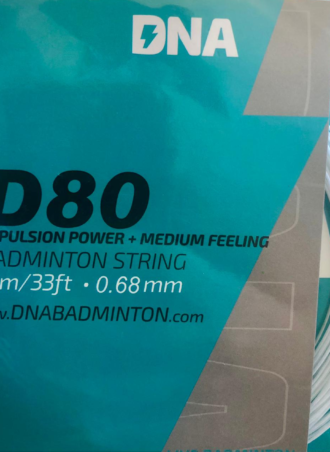 DNA
D80
PULSION POWER + MEDIUM FEELING
ADMINTON STRING
m/33ft • 0.68mm
w.DNABADMINTON.com